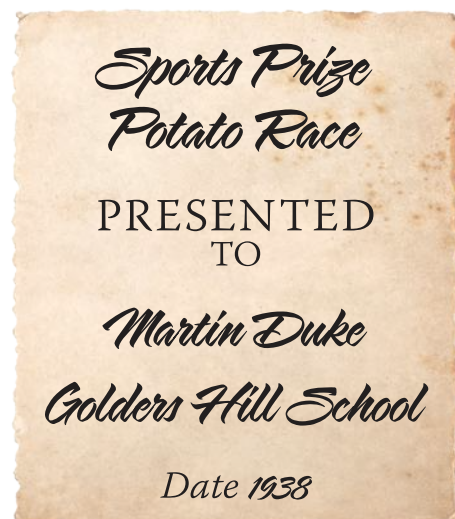 Sports Prize
Potato Race
PRESENTED
TO
Martin Duke
Golders Hill School
Date 1938